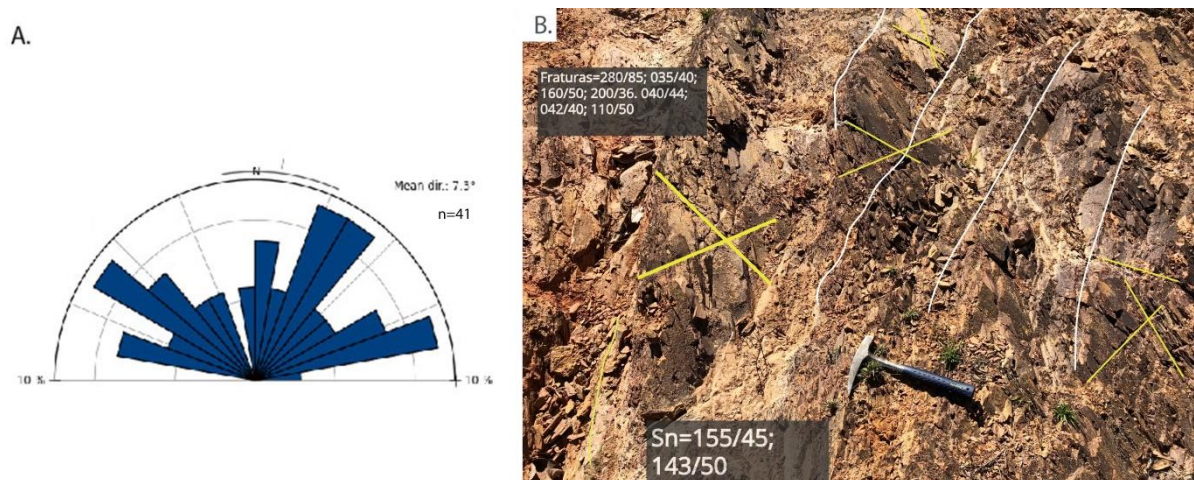 A.
N
Mean dir.: 7.3°
n=41
10 %
10 %
B.
Fraturas=280/85; 035/40;
160/50; 200/36. 040/44;
042/40; 110/50
Sn=155/45;
143/50